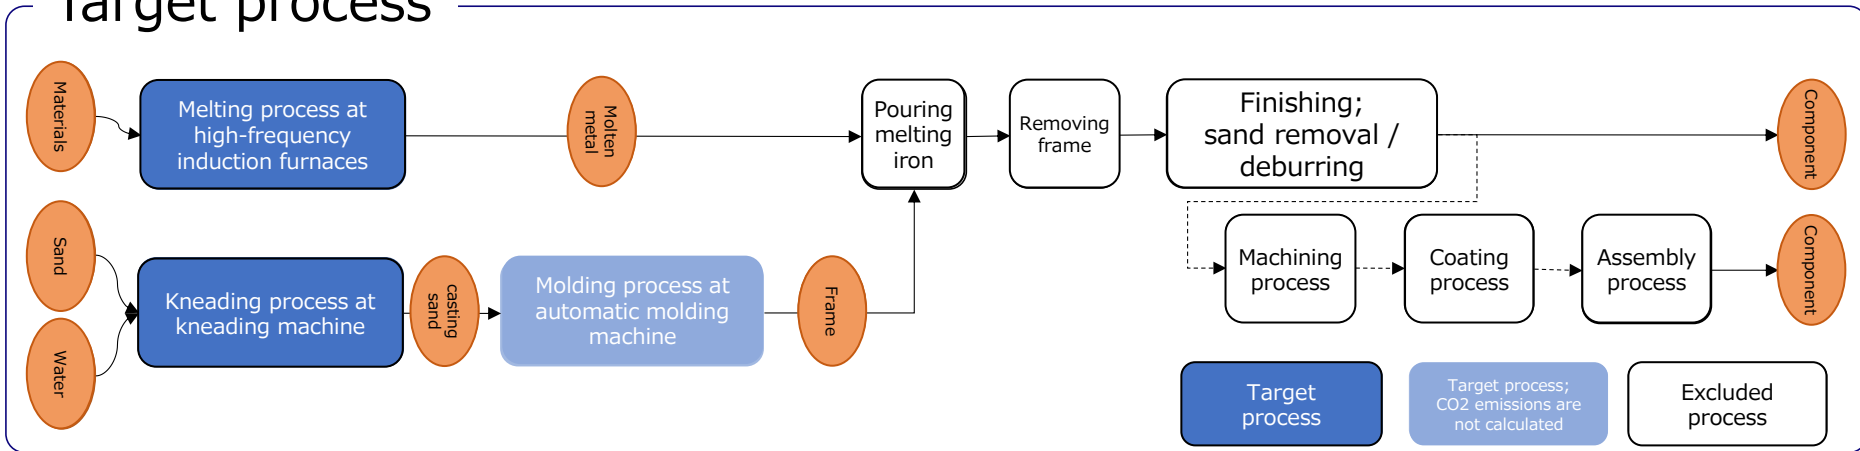 Target process
Materials
Melting process at
high-frequency
induction furnaces
Molten
metal
Pouring
melting
iron
Removing
frame
Finishing;
sand removal /
deburring
Component
Sand
Water
Kneading process at
kneading machine
casting
sand
Molding process at
automatic molding
machine
Frame
Machining
process
Coating
process
Assembly
process
Component
Target
process
Target process;
CO2 emissions are
not calculated
Excluded
process